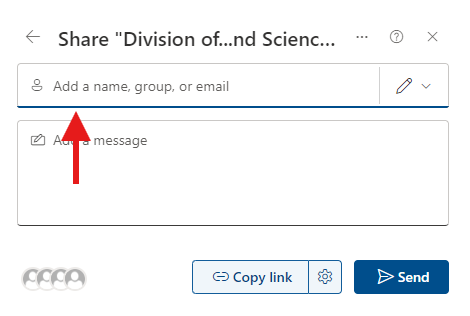 Share "Division of...nd Scienc...
Add a name, group, or email
Add a message
Copy link
Send